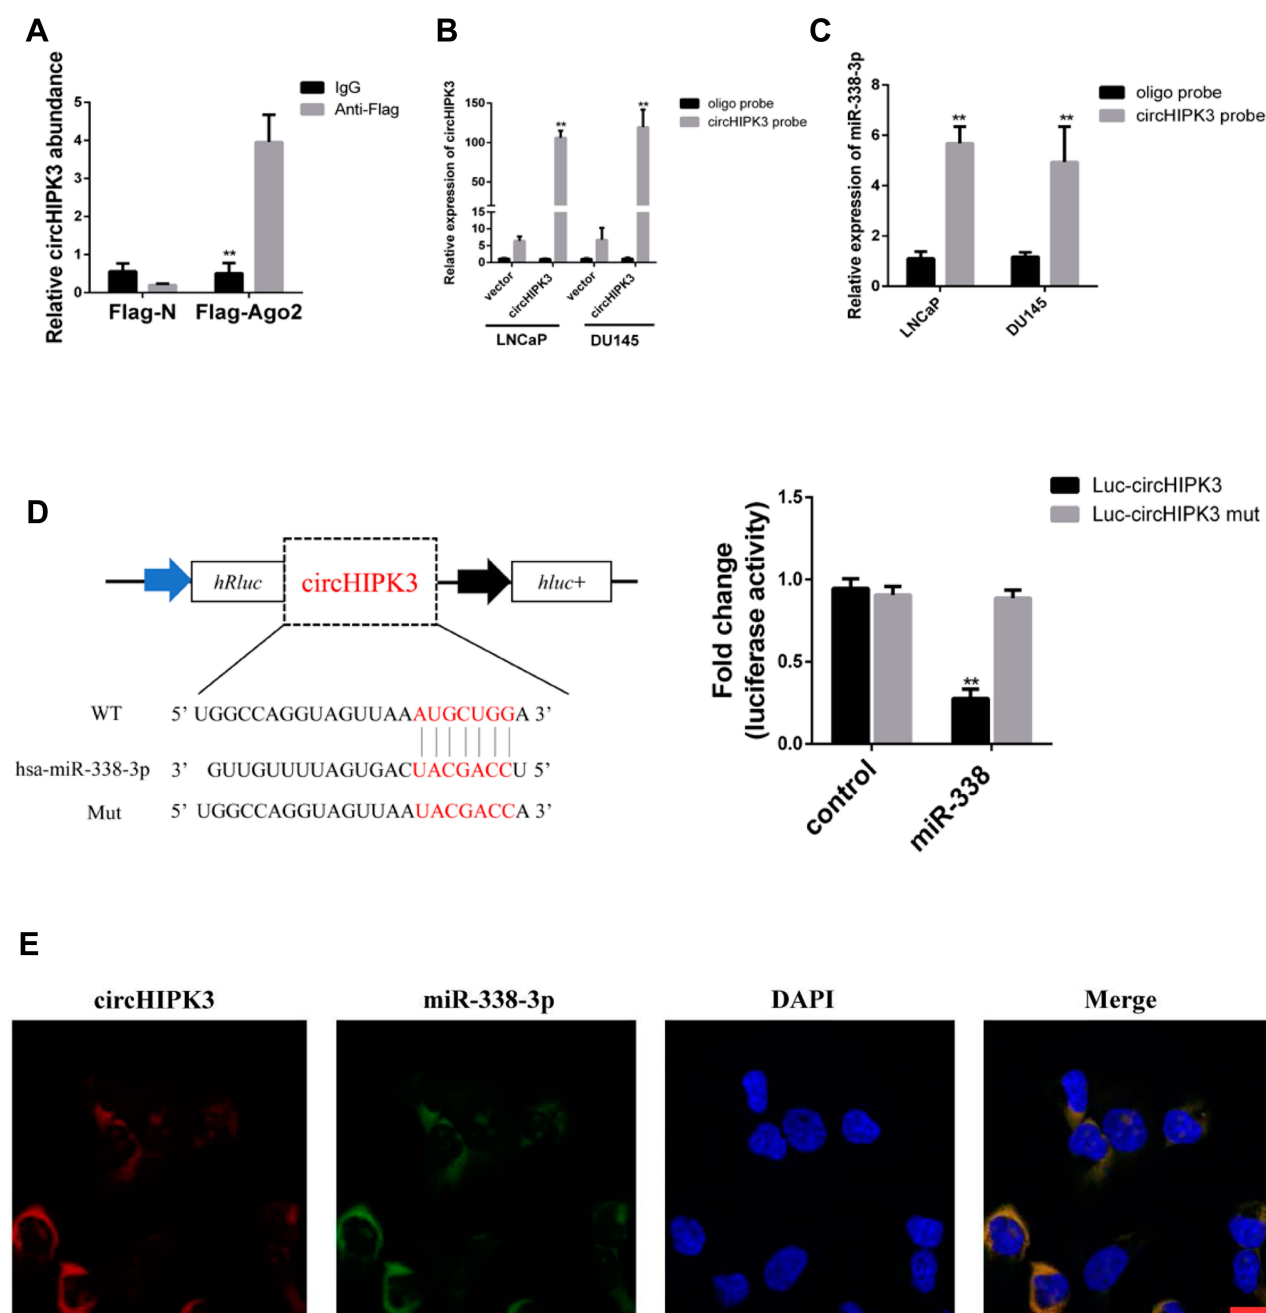 A
Relative circHIPK3 abundance
5
4
3
2
1
0
**
Flag-N Flag-Ago2
IgG
Anti-Flag
B
Relative expression of circHIPK3
150
100
50
15
10
5
0
**
**
vector
circHIPK3
vector
circHIPK3
LNCaP DU145
oligo probe
circHIPK3 probe
C
Relative expression of miR-338-3p
8
6
4
2
0
**
**
LNCaP
DU145
oligo probe
circHIPK3 probe
D
hRluc circHIPK3 hluc+
WT 5’ UGGCCAGGUAGUUAAAUGCUGGA 3’
hsa-miR-338-3p 3’ GUUGUUUUAGUGACUACGACCU 5’
Mut 5’ UGGCCAGGUAGUUAAUACGACCA 3’
Fold change
(luciferase activity)
1.5
1.0
0.5
0.0
**
control
miR-338
Luc-circHIPK3
Luc-circHIPK3 mut
E
circHIPK3 miR-338-3p DAPI Merge